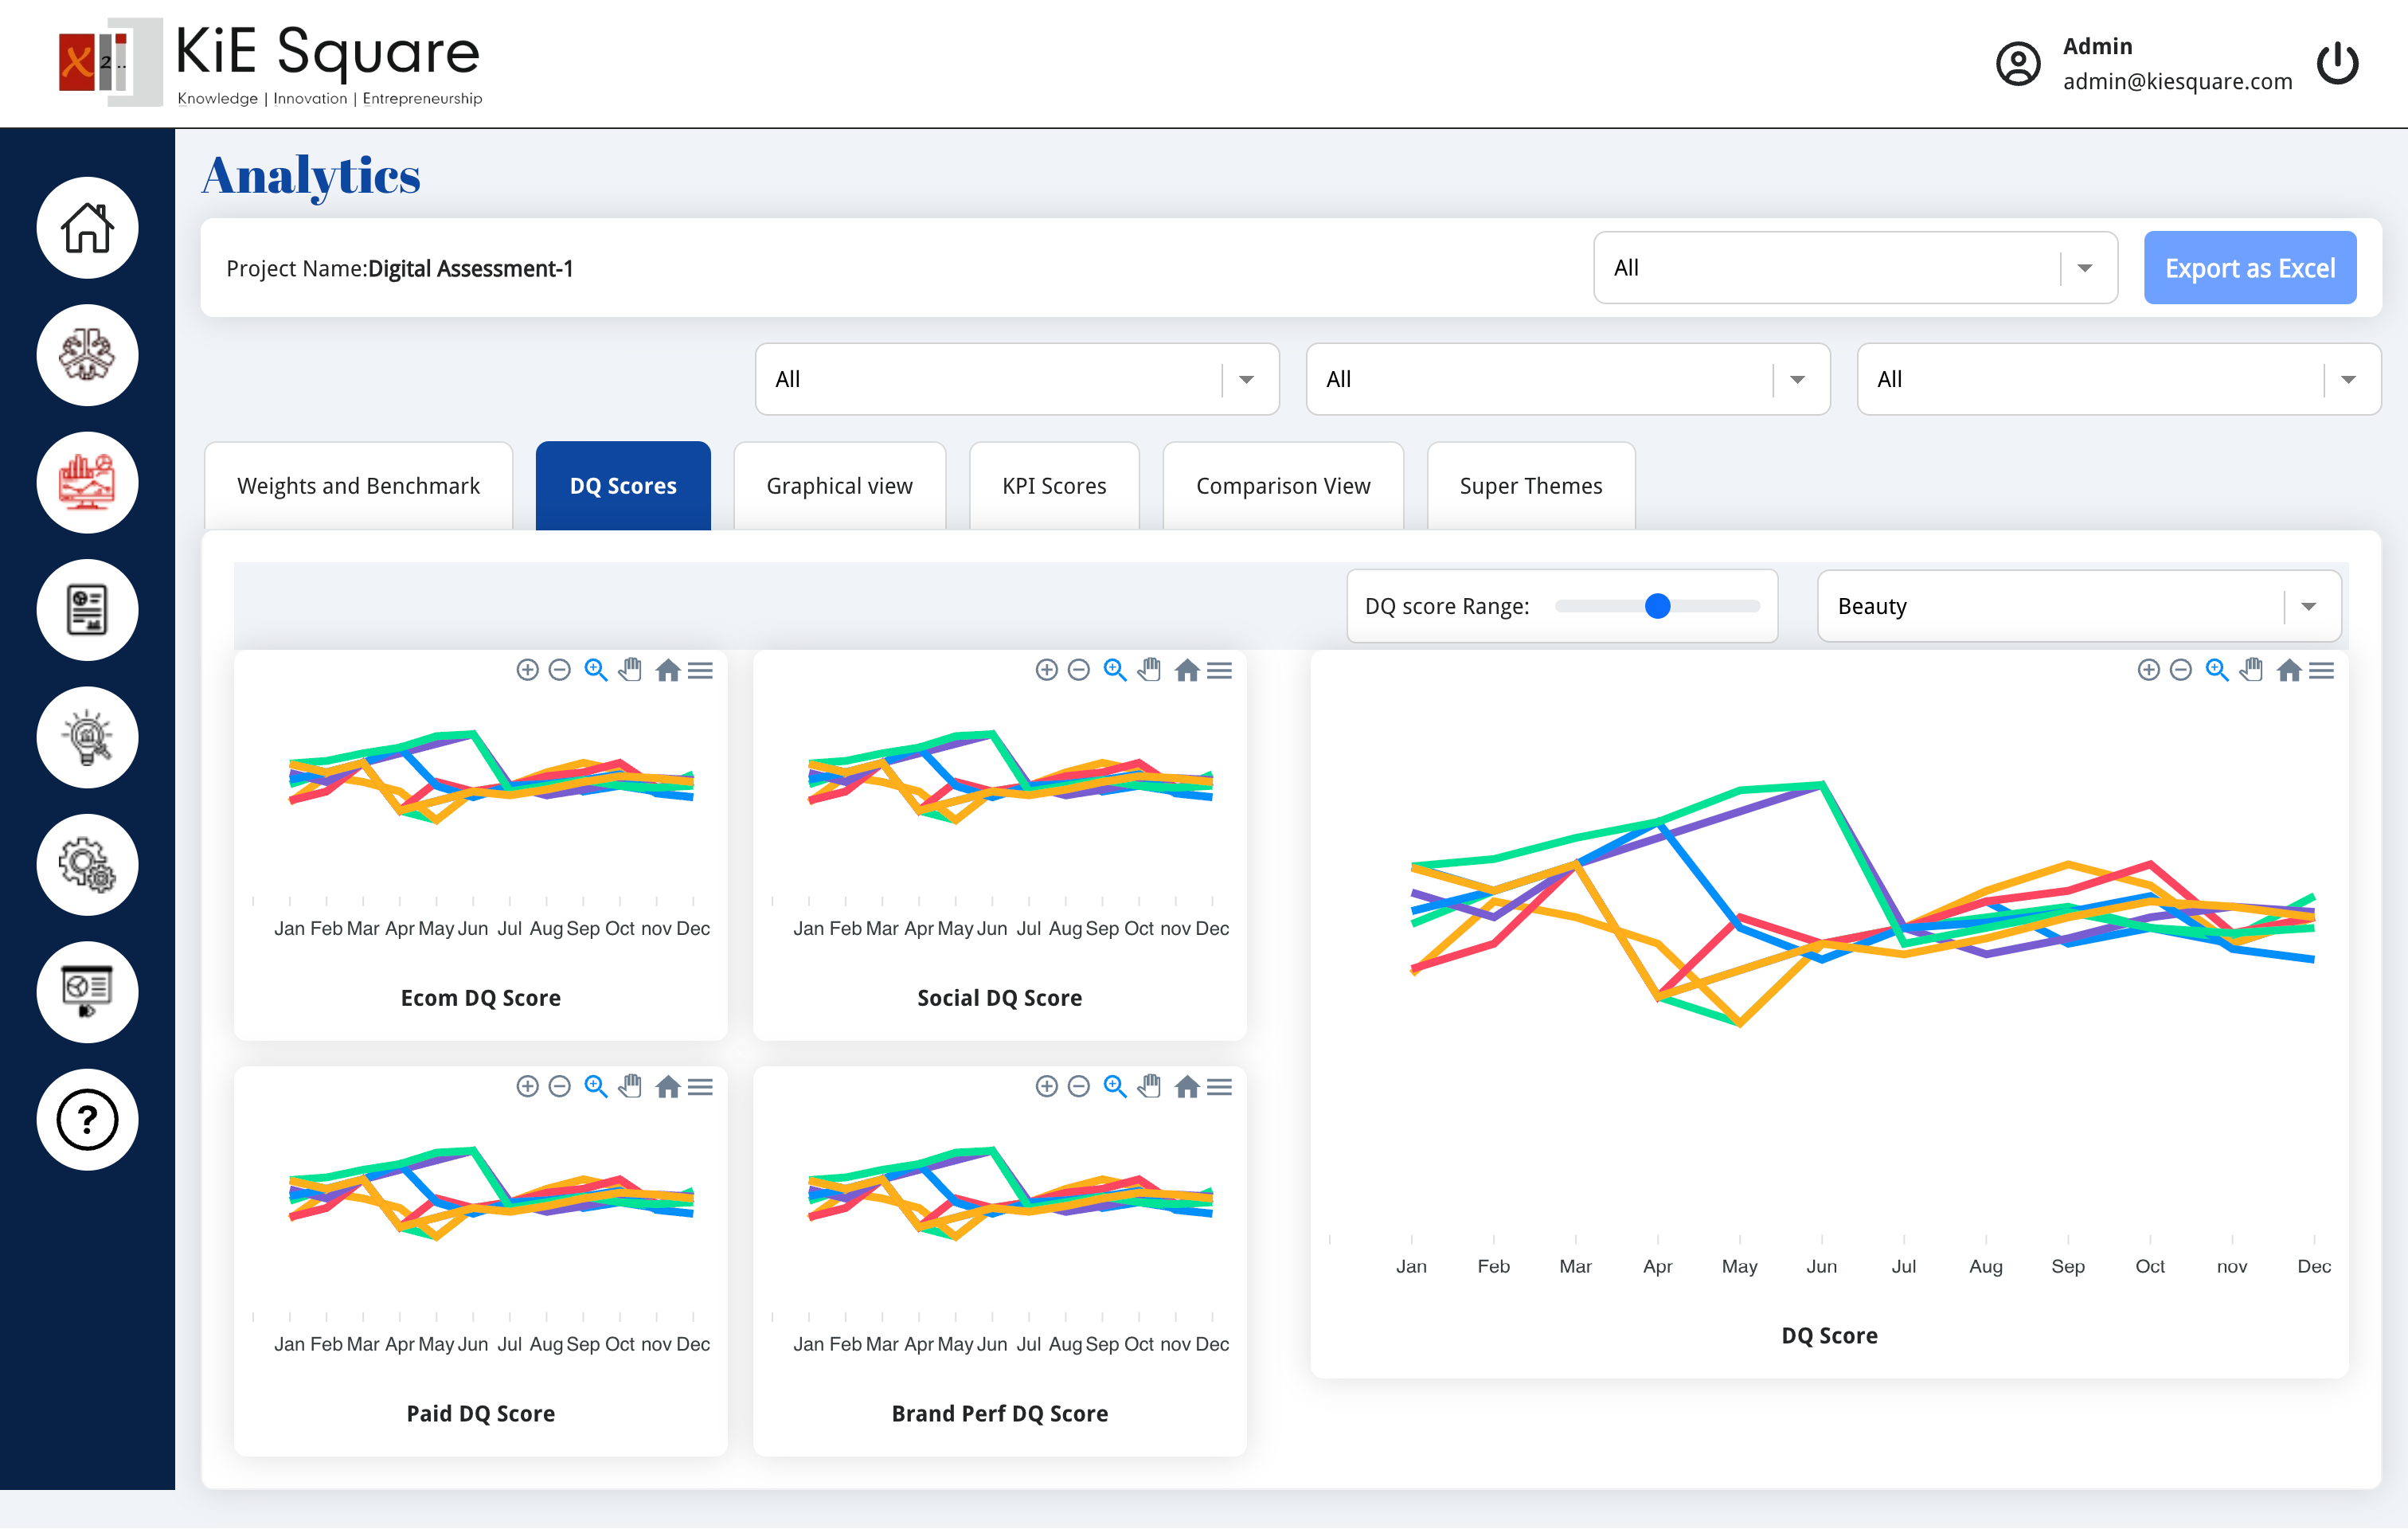 x 2 ..
KiE Square
Knowledge | Innovation | Entrepreneurship
Admin
admin@kiesquare.com
Analytics
Project Name:Digital Assessment-1
All
Export as Excel
All All All
Weights and Benchmark DQ Scores Graphical view KPI Scores Comparison View Super Themes
DQ score Range: Beauty
Jan Feb Mar Apr May Jun Jul Aug Sep Oct nov Dec
Ecom DQ Score
Jan Feb Mar Apr May Jun Jul Aug Sep Oct nov Dec
Social DQ Score
Jan Feb Mar Apr May Jun Jul Aug Sep Oct nov Dec
Paid DQ Score
Jan Feb Mar Apr May Jun Jul Aug Sep Oct nov Dec
Brand Perf DQ Score
Jan Feb Mar Apr May Jun Jul Aug Sep Oct nov Dec
DQ Score
?